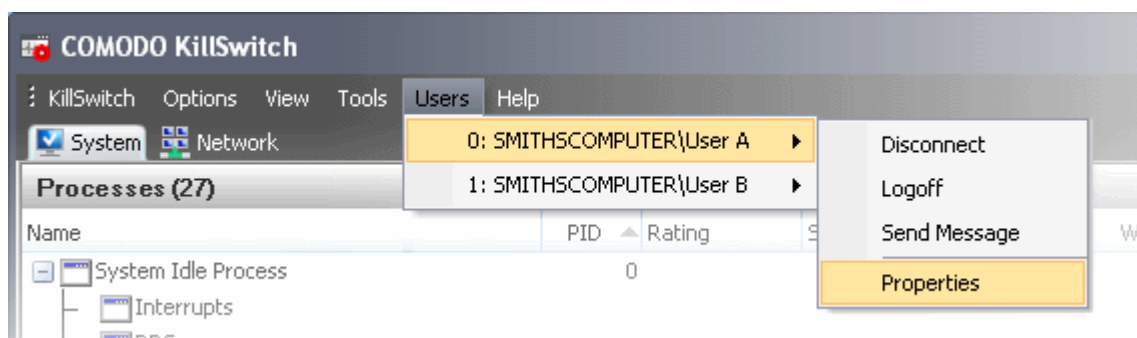 COMODO KillSwitch
KillSwitch Options View Tools Users Help
System Network
0: SMITHSCOMPUTER\User A
1: SMITHSCOMPUTER\User B
Disconnect
Logoff
Send Message
Properties
Processes (27)
Name PID Rating
System Idle Process 0
Interrupts